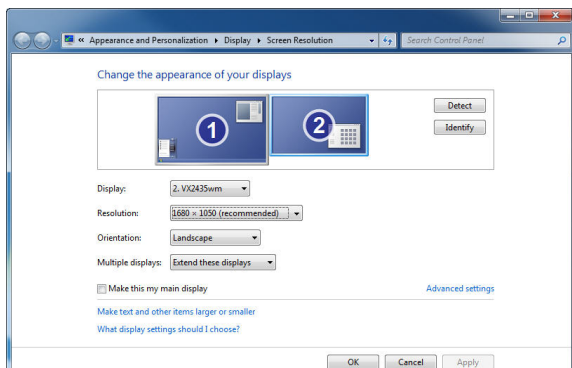 « Appearance and Personalization ▸ Display ▸ Screen Resolution Search Control Panel
Change the appearance of your displays
1 2
Detect
Identify
Display: 2. VX2435wm
Resolution: 1680 × 1050 (recommended)
Orientation: Landscape
Multiple displays: Extend these displays
Make this my main display Advanced settings
Make text and other items larger or smaller
What display settings should I choose?
OK Cancel Apply